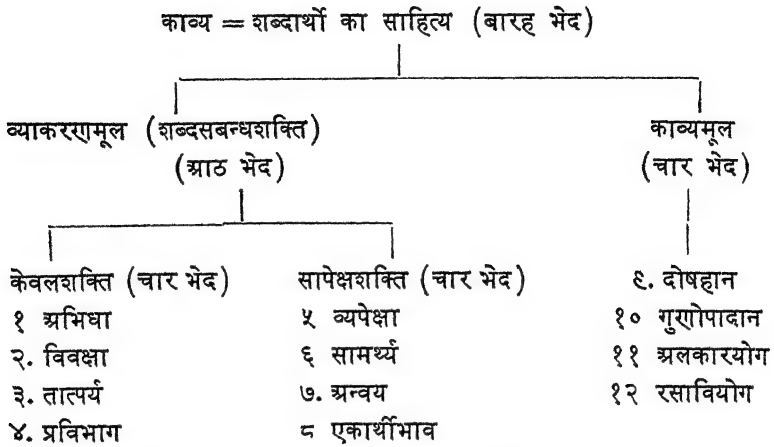 काव्य = शब्दार्थो का साहित्य (बारह भेद)
व्याकरणमूल (शब्दसबन्धशक्ति)
(आठ भेद)
काव्यमूल
(चार भेद)
केवलशक्ति (चार भेद)
१ अभिधा
२. विवक्षा
३. तात्पर्य
४. प्रविभाग
सापेक्षशक्ति (चार भेद)
५ व्यपेक्षा
६ सामर्थ्य
७. अन्वय
८ एकार्थीभाव
९. दोषहान
१० गुणोपादान
११ अलकारयोग
१२ रसावियोग